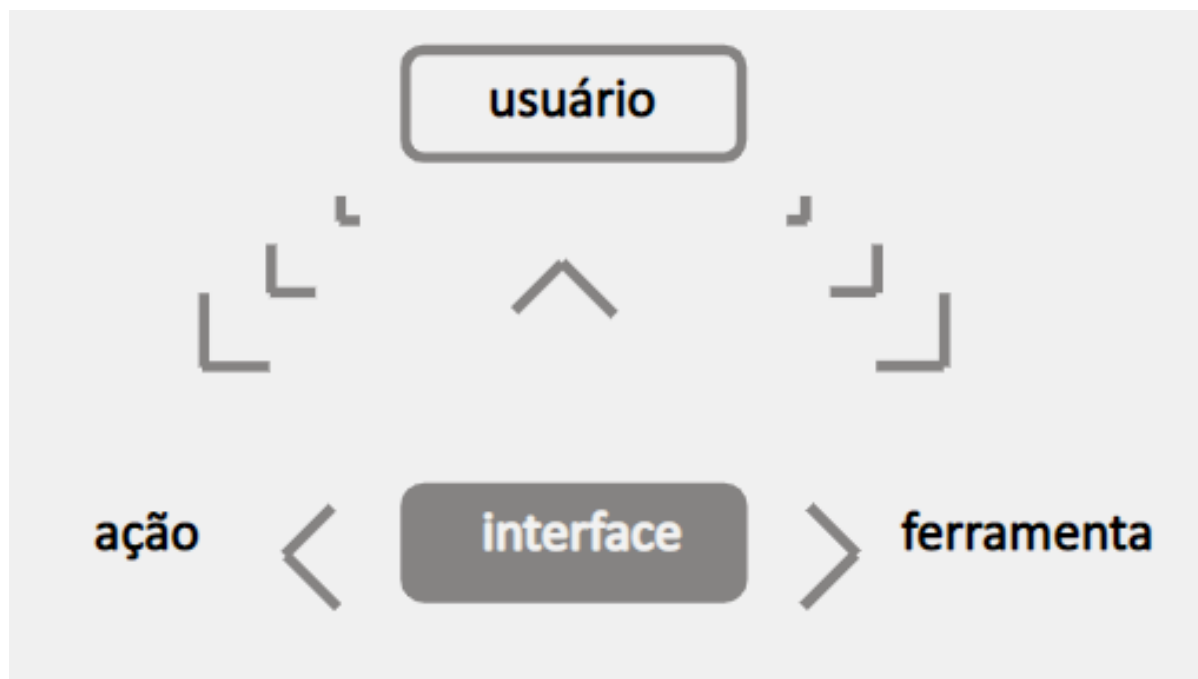 usuário
ação
interface
ferramenta